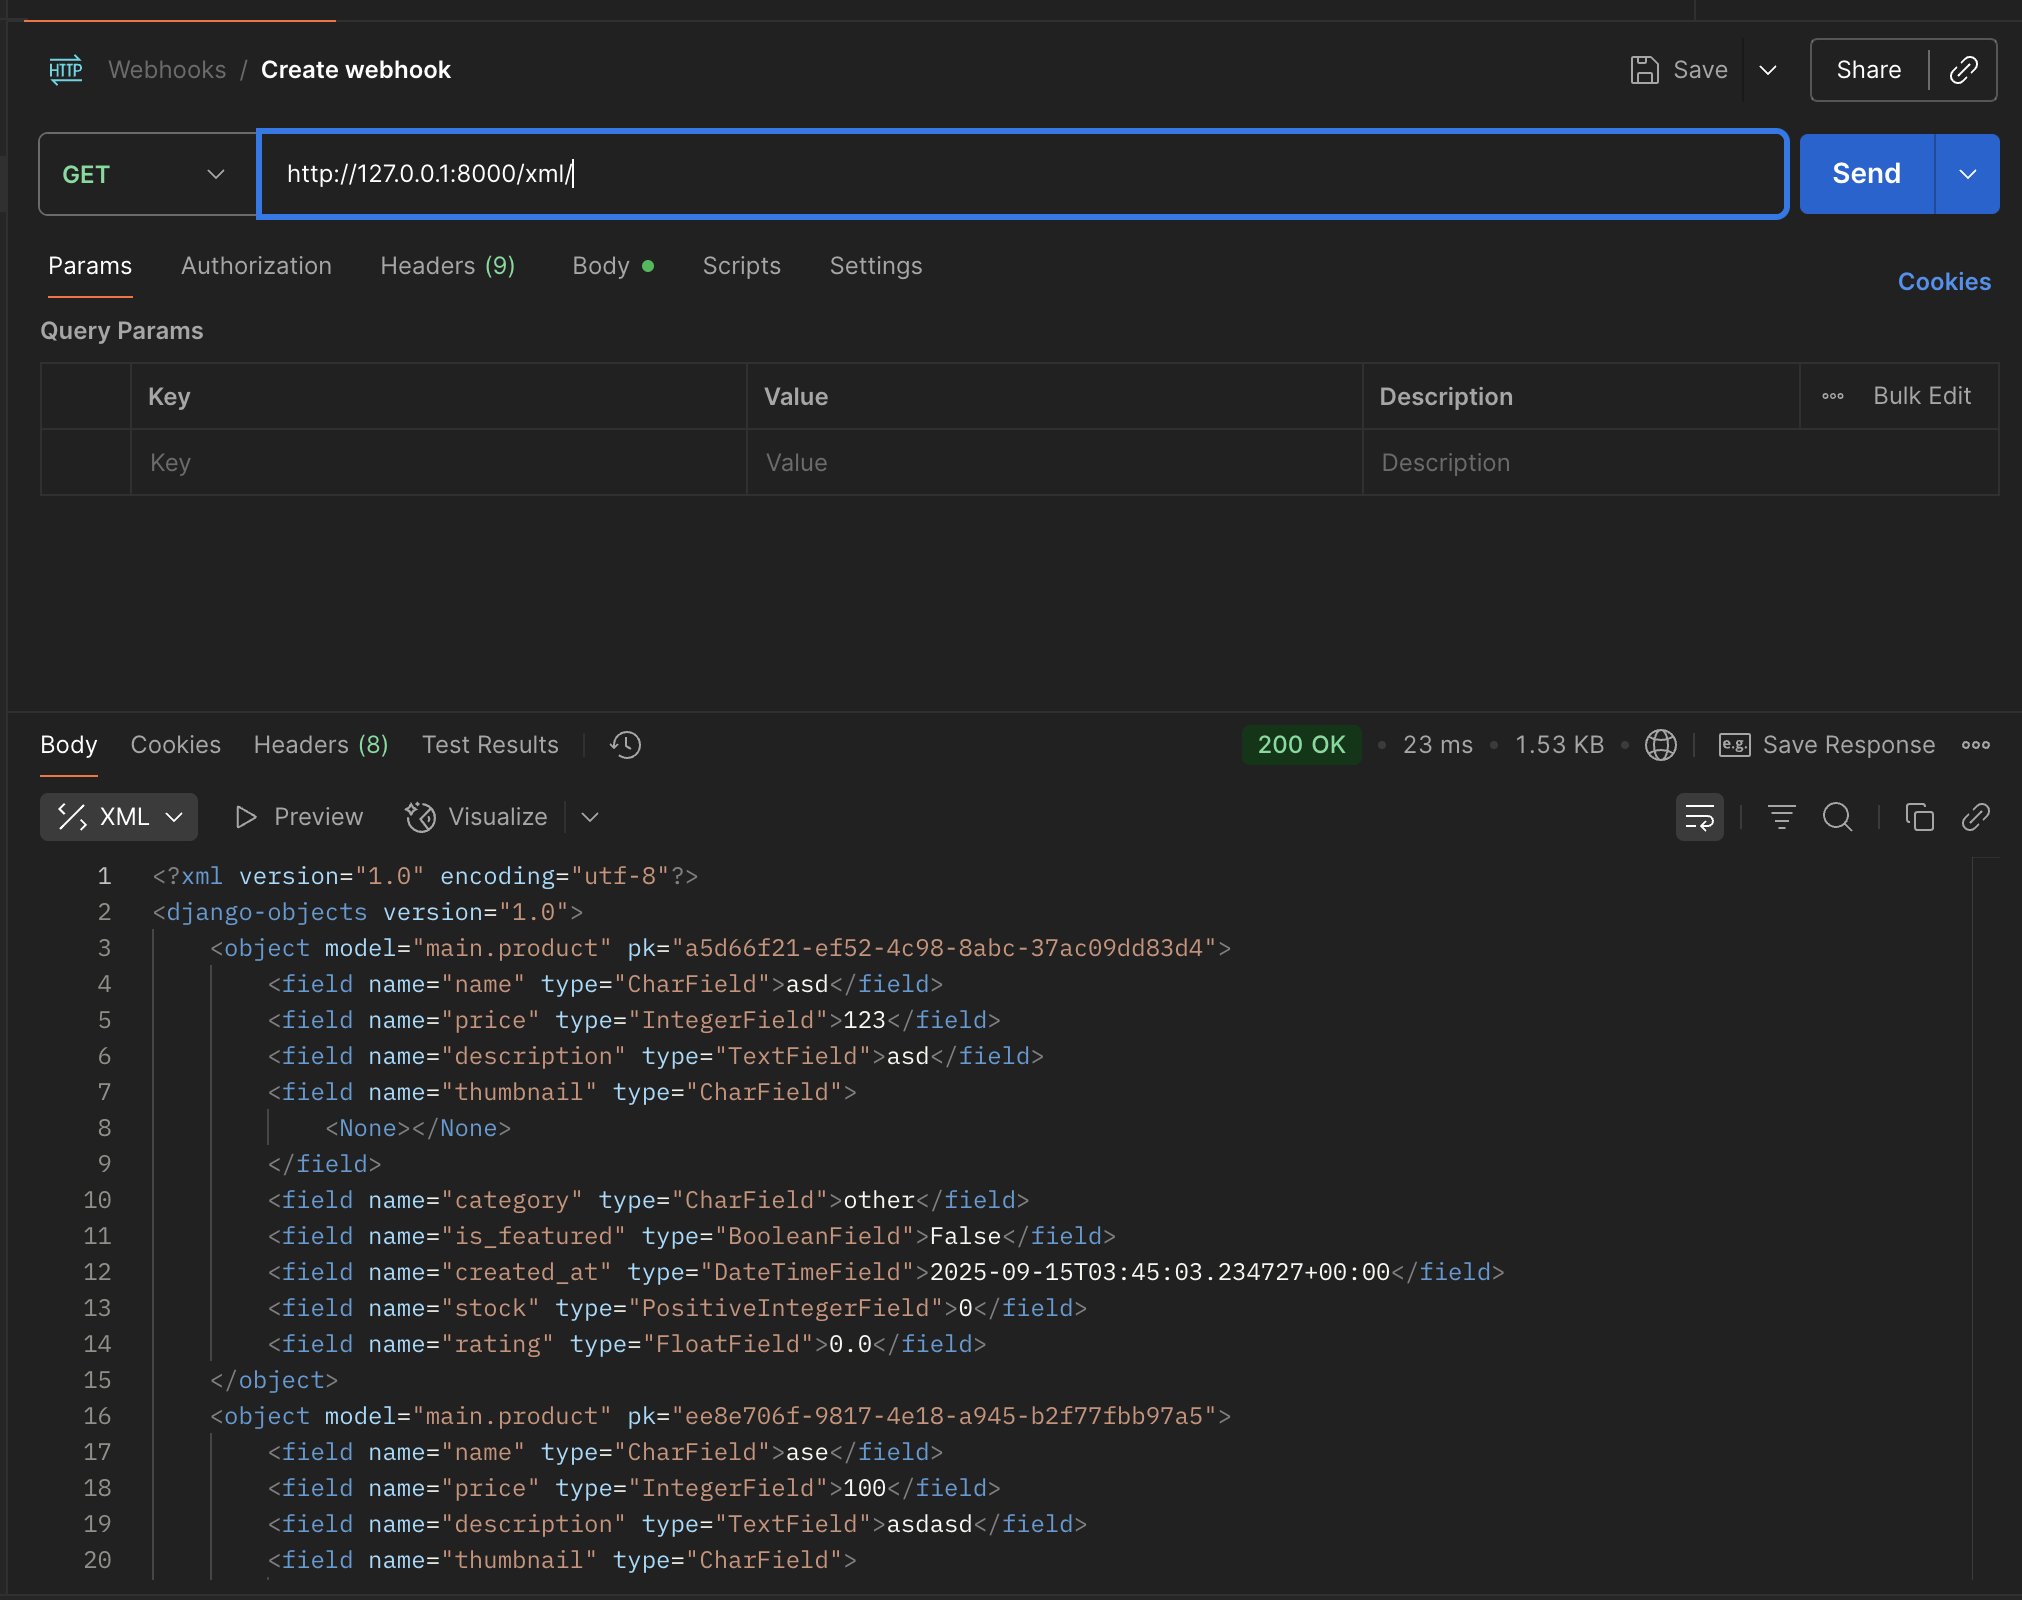 HTTP Webhooks / Create webhook Save Share
GET http://127.0.0.1:8000/xml/ Send
Params Authorization Headers (9) Body Scripts Settings Cookies
Query Params
Key Value Description Bulk Edit
Key Value Description
Body Cookies Headers (8) Test Results 200 OK 23 ms 1.53 KB e.g. Save Response
XML Preview Visualize
1 <?xml version="1.0" encoding="utf-8"?>
2 <django-objects version="1.0">
3 <object model="main.product" pk="a5d66f21-ef52-4c98-8abc-37ac09dd83d4">
4 <field name="name" type="CharField">asd</field>
5 <field name="price" type="IntegerField">123</field>
6 <field name="description" type="TextField">asd</field>
7 <field name="thumbnail" type="CharField">
8 <None></None>
9 </field>
10 <field name="category" type="CharField">other</field>
11 <field name="is_featured" type="BooleanField">False</field>
12 <field name="created_at" type="DateTimeField">2025-09-15T03:45:03.234727+00:00</field>
13 <field name="stock" type="PositiveIntegerField">0</field>
14 <field name="rating" type="FloatField">0.0</field>
15 </object>
16 <object model="main.product" pk="ee8e706f-9817-4e18-a945-b2f77fbb97a5">
17 <field name="name" type="CharField">ase</field>
18 <field name="price" type="IntegerField">100</field>
19 <field name="description" type="TextField">asdasd</field>
20 <field name="thumbnail" type="CharField">